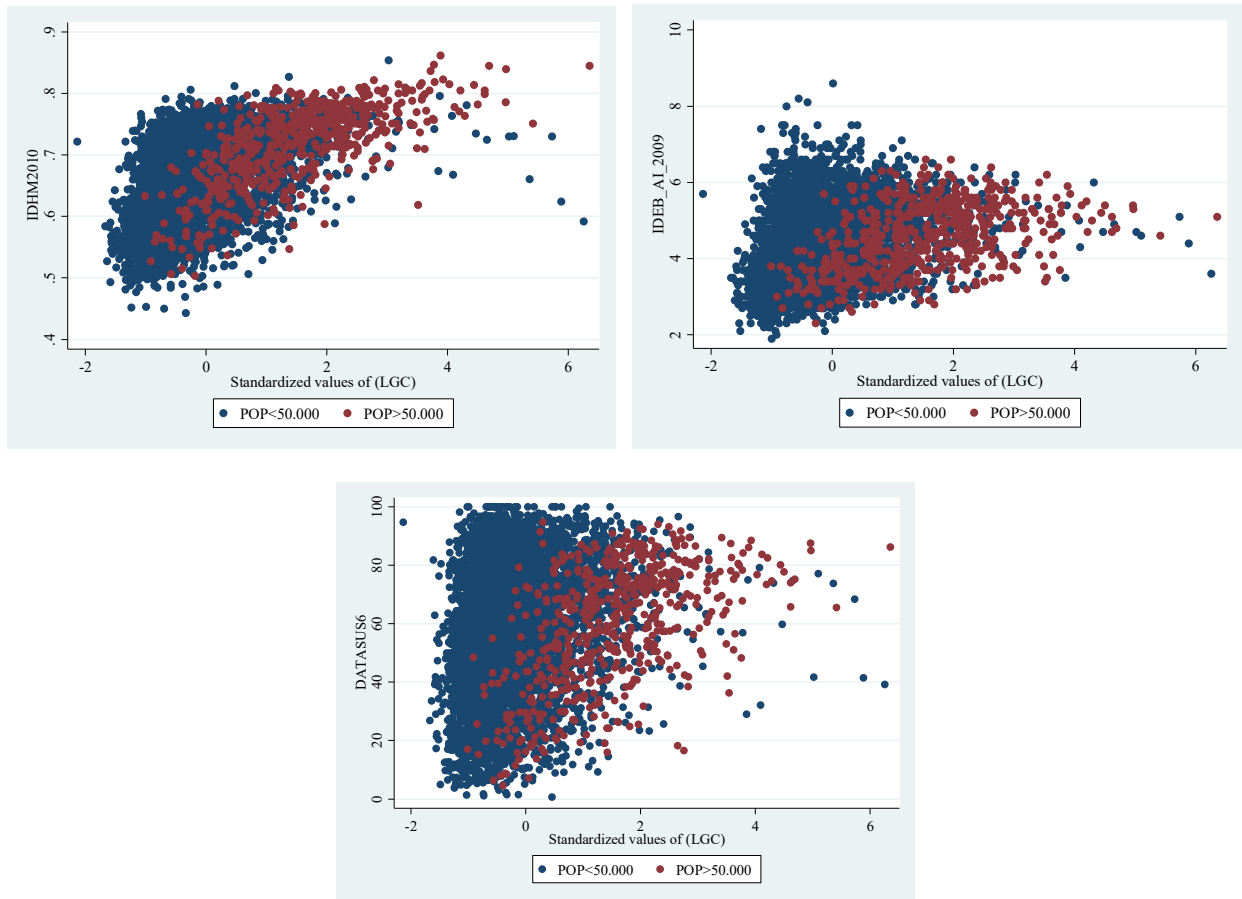 .9
.8
.7
.6
.5
.4
IDHM2010
-2 0 2 4 6
Standardized values of (LGC)
POP<50.000 POP>50.000
10
8
6
4
2
IDEB_AI_2009
-2 0 2 4 6
Standardized values of (LGC)
POP<50.000 POP>50.000
100
80
60
40
20
0
DATASUS6
-2 0 2 4 6
Standardized values of (LGC)
POP<50.000 POP>50.000